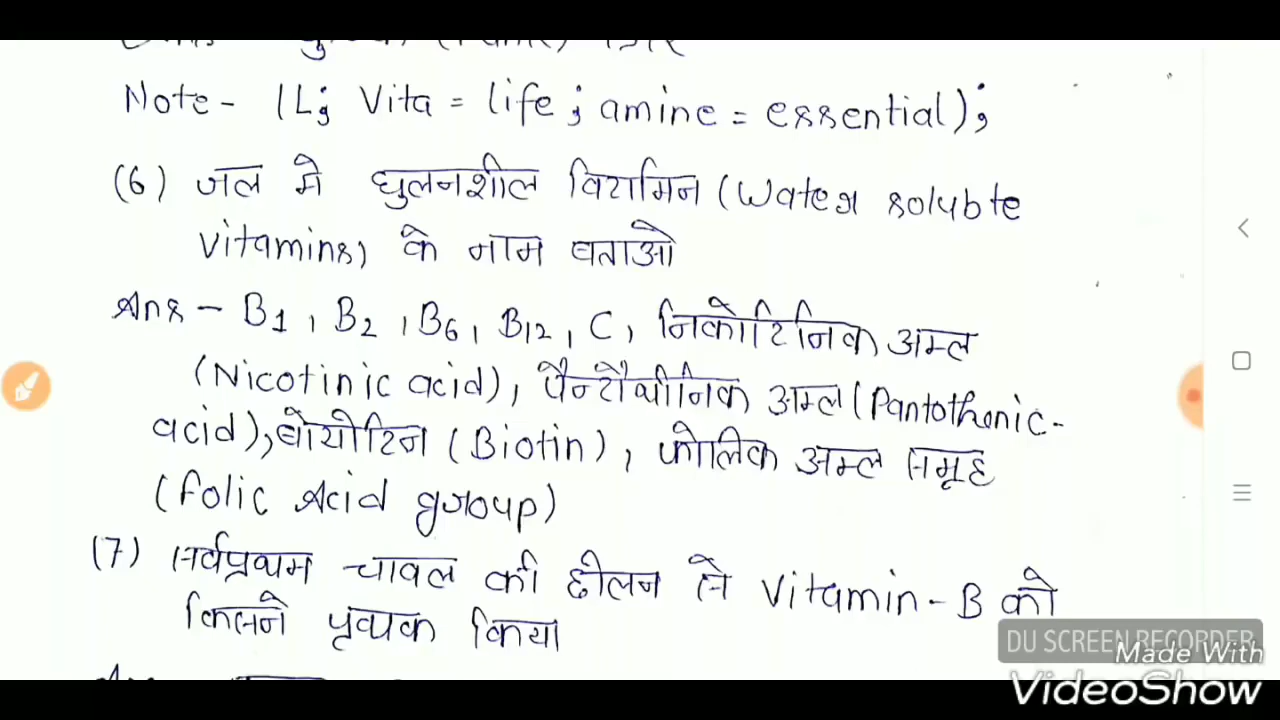 Note - (L; Vita = life; amine = essential);
(6) जल मे घुलनशील विटामिन (Water soluble
vitamins) के नाम बताओ
Ans - B1, B2, B6, B12, C, निकोटिनिक अम्ल
(Nicotinic acid), पैन्टोथीनिक अम्ल (Pantothenic-
acid), बोयोटिन (Biotin), फोलिक अम्ल समूह
(folic Acid group)
(7) सर्वप्रथम चावल की छीलन से Vitamin-B को
किसने पृथक किया
DU SCREEN RECORDER
Made With
VideoShow